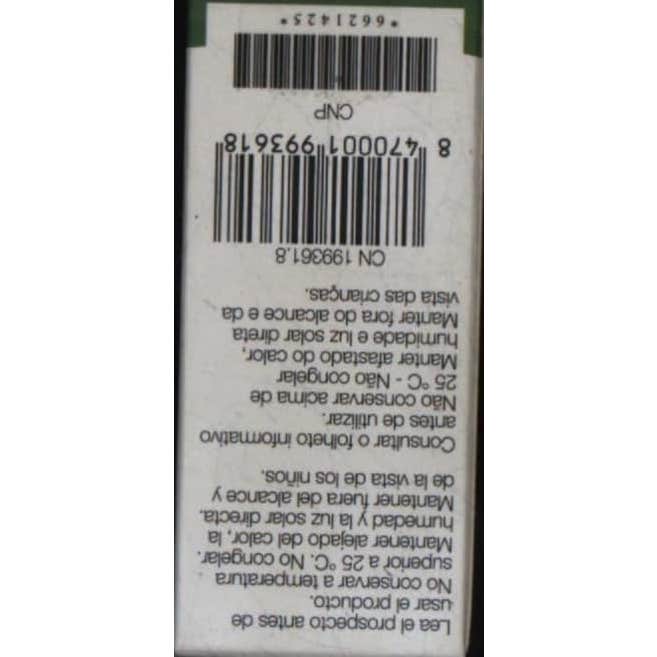 Lea el prospecto antes de
usar el producto.
No conservar a temperatura
superior a 25 °C. No congelar.
Mantener alejado del calor, la
humedad y la luz solar directa.
Mantener fuera del alcance y
de la vista de los niños.
Consultar o folheto informativo
antes de utilizar.
Não conservar acima de
25 °C - Não congelar
Manter afastado do calor,
humidade e luz solar direta
Manter fora do alcance e da
vista das crianças.
CN 199361.8
8 470001 993618
CNP
*6621425*